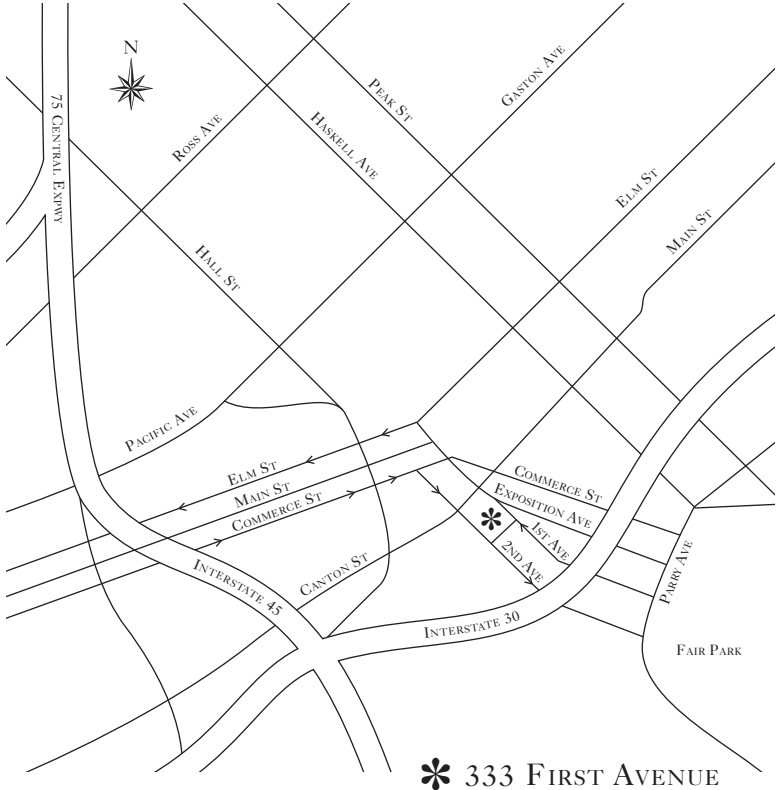 N
Peak St
Gaston Ave
75 Central Expwy
Ross Ave
Haskell Ave
Elm St
Main St
Hall St
Pacific Ave
Elm St
Main St
Commerce St
Commerce St
Exposition Ave
1st Ave
2nd Ave
Canton St
Interstate 45
Interstate 30
Parry Ave
Fair Park
✽ 333 First Avenue